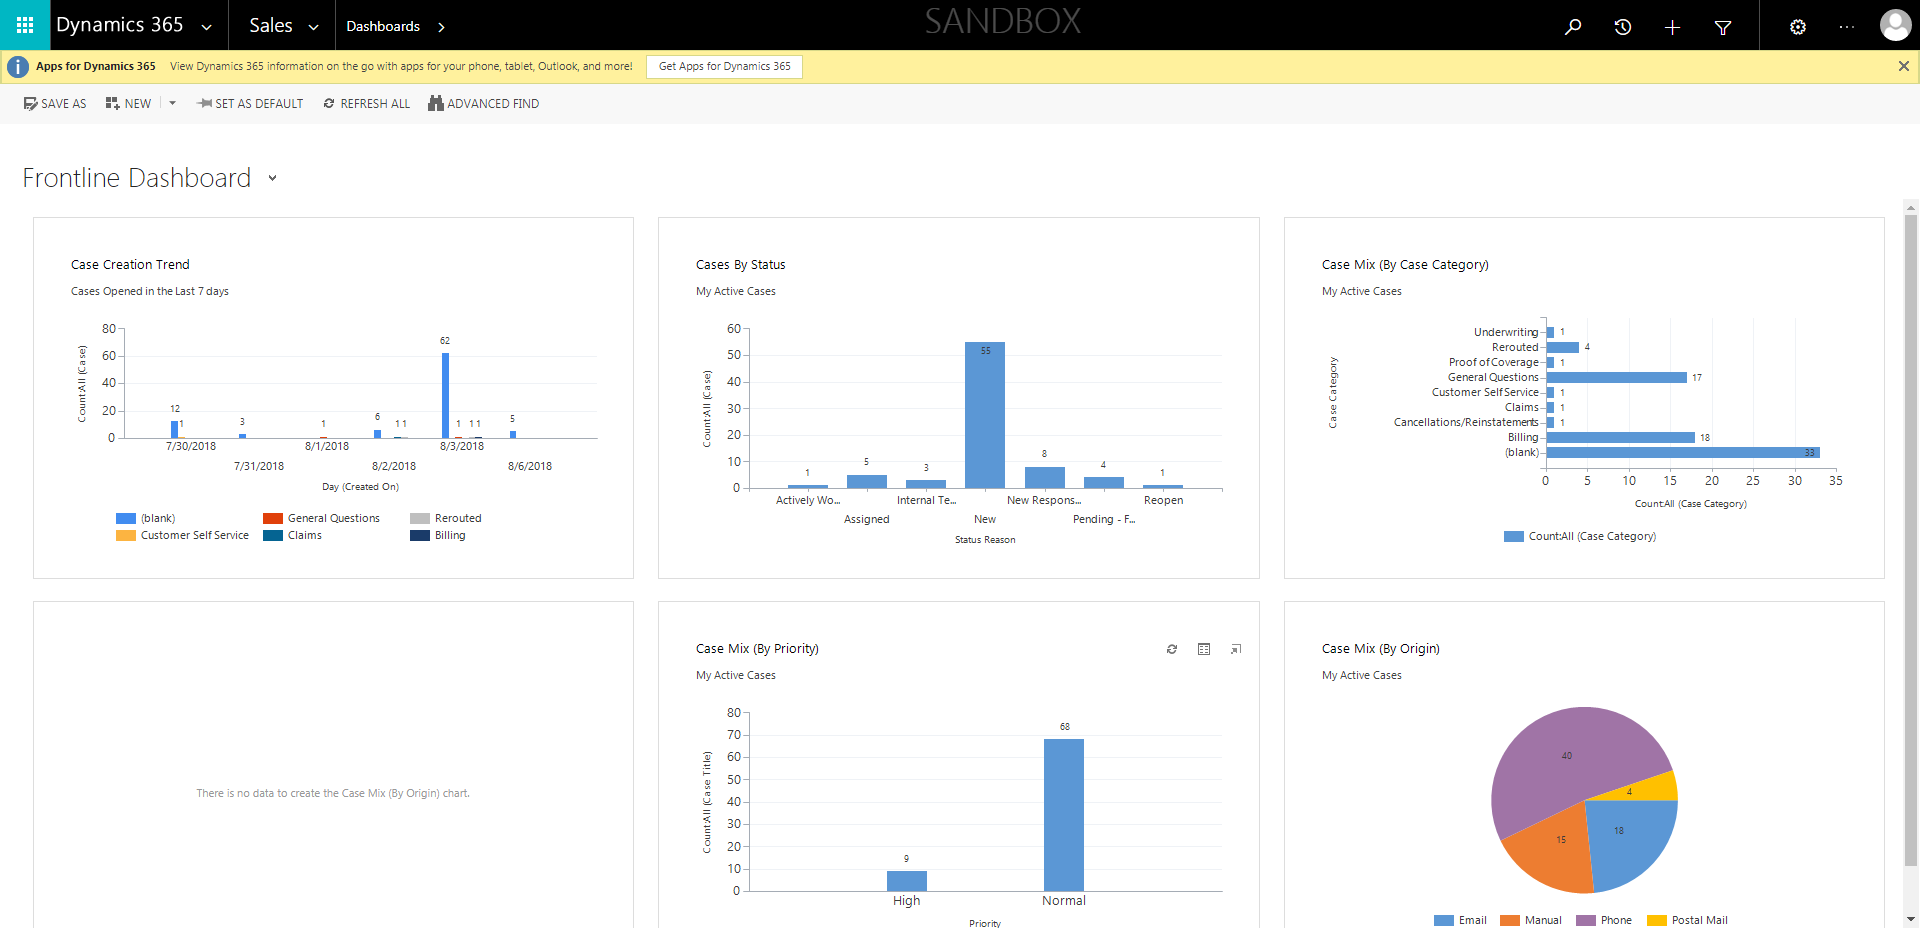 Dynamics 365 Sales Dashboards SANDBOX
Apps for Dynamics 365 View Dynamics 365 information on the go with apps for your phone, tablet, Outlook, and more! Get Apps for Dynamics 365
SAVE AS NEW SET AS DEFAULT REFRESH ALL ADVANCED FIND
Frontline Dashboard
Case Creation Trend
Cases Opened in the Last 7 days
Count:All (Case)
80
60
40
20
0
12
1
3
1
6
1 1
62
1
1 1
5
7/30/2018 8/1/2018 8/2/2018 8/3/2018
7/31/2018 8/6/2018
Day (Created On)
(blank) General Questions Rerouted
Customer Self Service Claims Billing
Cases By Status
My Active Cases
Count:All (Case)
60
50
40
30
20
10
0
1
5
3
55
8
4
1
Actively Wo... Internal Te... New Respons... Reopen
Assigned New Pending - F...
Status Reason
Case Mix (By Case Category)
My Active Cases
Case Category
Underwriting 1
Rerouted 4
Proof of Coverage 1
General Questions 17
Customer Self Service 1
Claims 1
Cancellations/Reinstatements 1
Billing 18
(blank) 33
0 5 10 15 20 25 30 35
Count:All (Case Category)
Count:All (Case Category)
There is no data to create the Case Mix (By Origin) chart.
Case Mix (By Priority)
My Active Cases
Count:All (Case Title)
80
70
60
50
40
30
20
10
0
9
68
High Normal
Priority
Case Mix (By Origin)
My Active Cases
40
4
18
15
Email Manual Phone Postal Mail